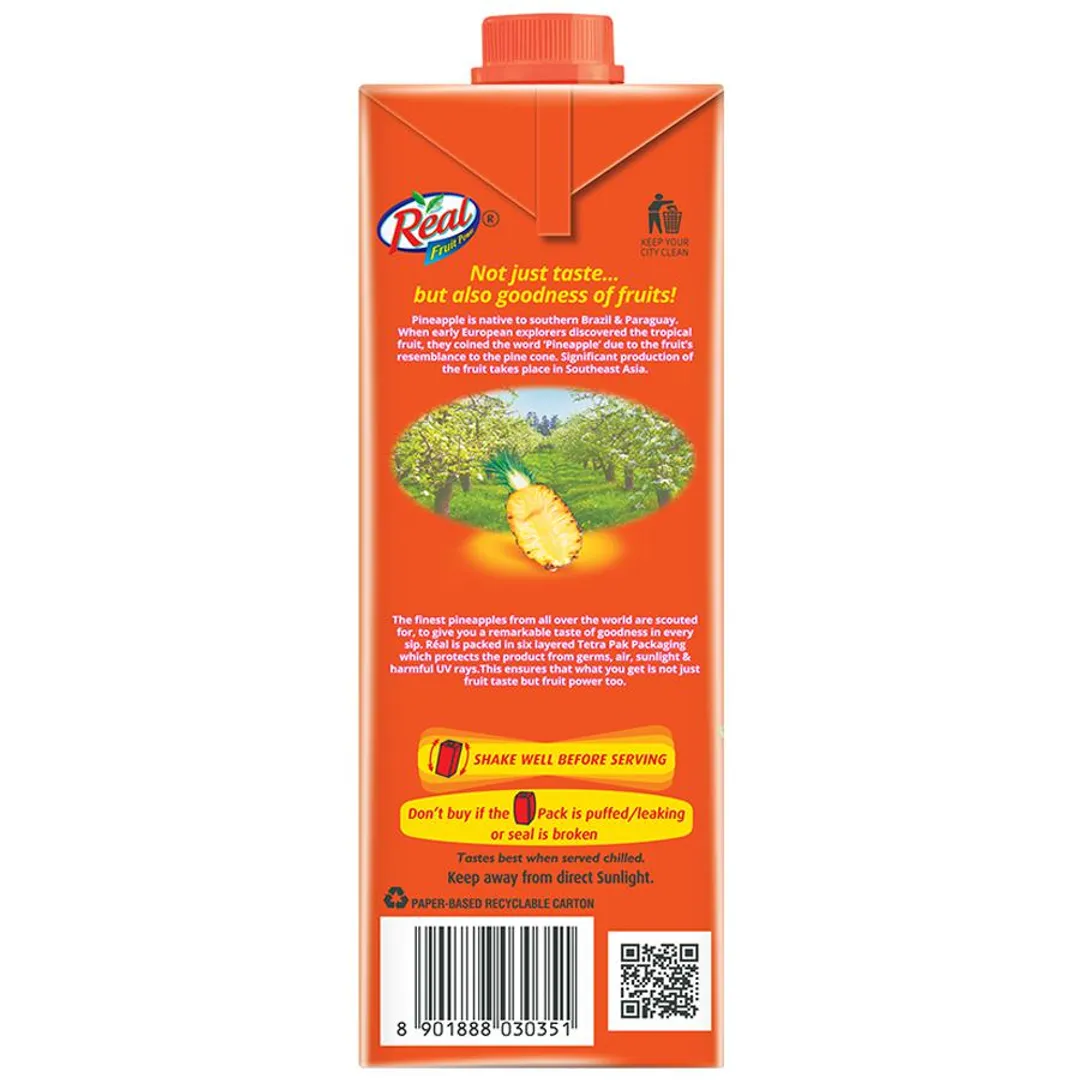 Réal ®
Fruit Power
KEEP YOUR
CITY CLEAN
Not just taste...
but also goodness of fruits!
Pineapple is native to southern Brazil & Paraguay.
When early European explorers discovered the tropical
fruit, they coined the word ‘Pineapple’ due to the fruit’s
resemblance to the pine cone. Significant production of
the fruit takes place in Southeast Asia.
The finest pineapples from all over the world are scouted
for, to give you a remarkable taste of goodness in every
sip. Réal is packed in six layered Tetra Pak Packaging
which protects the product from germs, air, sunlight &
harmful UV rays.This ensures that what you get is not just
fruit taste but fruit power too.
SHAKE WELL BEFORE SERVING
Don’t buy if the Pack is puffed/leaking
or seal is broken
Tastes best when served chilled.
Keep away from direct Sunlight.
PAPER-BASED RECYCLABLE CARTON
8 901888 030351